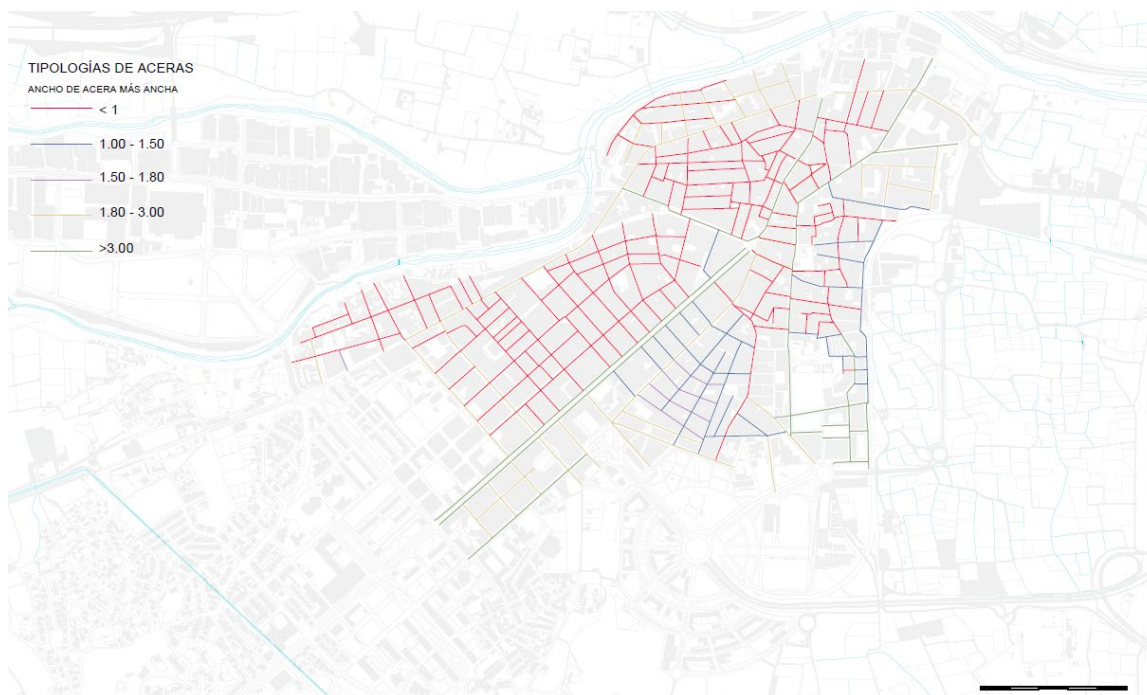 TIPOLOGÍAS DE ACERAS
ANCHO DE ACERA MÁS ANCHA
< 1
1.00 - 1.50
1.50 - 1.80
1.80 - 3.00
>3.00